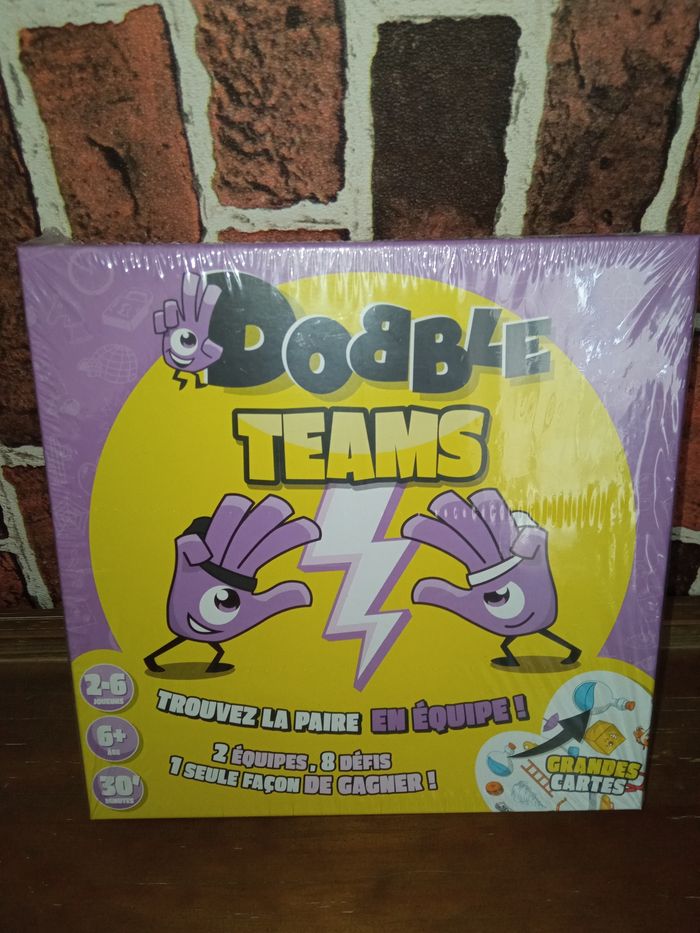 DOBBLE
TEAMS
2-6
JOUEURS
6+
ANS
30'
MINUTES
TROUVEZ LA PAIRE EN ÉQUIPE !
2 ÉQUIPES, 8 DÉFIS
1 SEULE FAÇON DE GAGNER !
GRANDES
CARTES